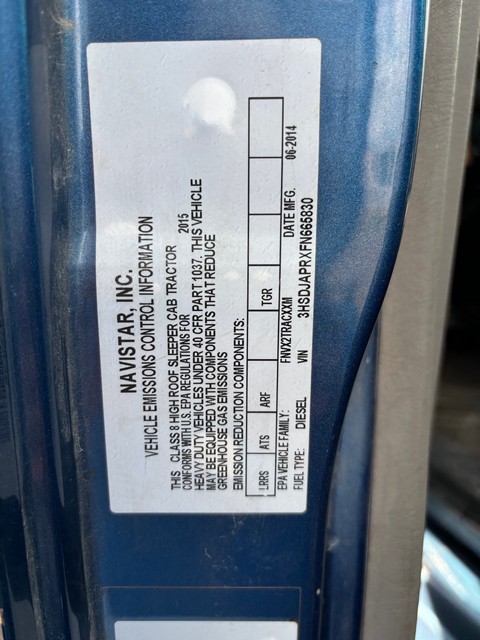 NAVISTAR, INC.
VEHICLE EMISSIONS CONTROL INFORMATION
THIS CLASS 8 HIGH ROOF SLEEPER CAB TRACTOR
CONFORMS WITH U.S. EPA REGULATIONS FOR 2015
HEAVY DUTY VEHICLES UNDER 40 CFR PART 1037. THIS VEHICLE
MAY BE EQUIPPED WITH COMPONENTS THAT REDUCE
GREENHOUSE GAS EMISSIONS
EMISSION REDUCTION COMPONENTS:
LRRS ATS ARF TGR
EPA VEHICLE FAMILY: FNVX2TRACXXM DATE MFG. 06-2014
FUEL TYPE: DIESEL VIN 3HSDJAPRXFN665830